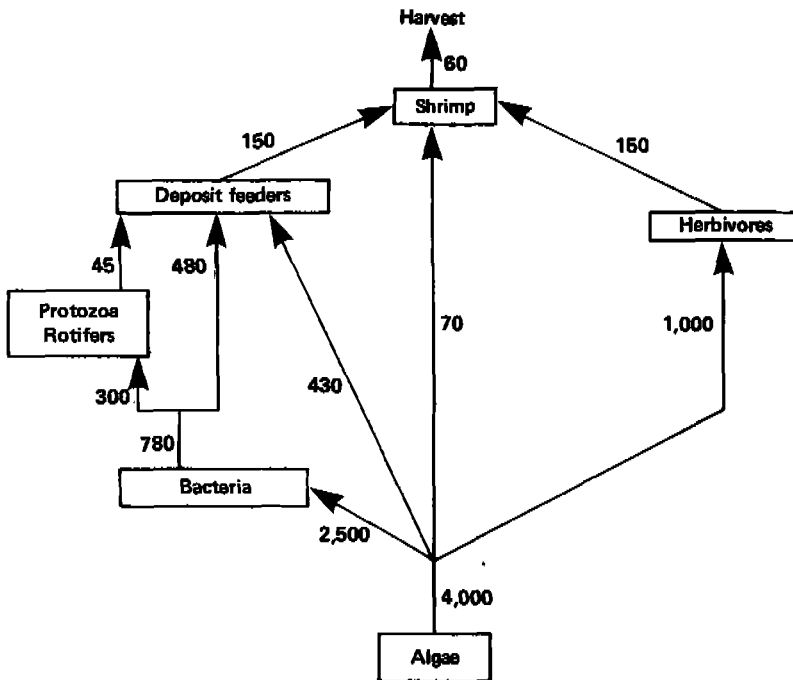 Harvest
60
Shrimp
150
150
Deposit feeders
Herbivores
45
480
Protozoa
Rotifers
70
1,000
300
430
780
Bacteria
2,500
4,000
Algae